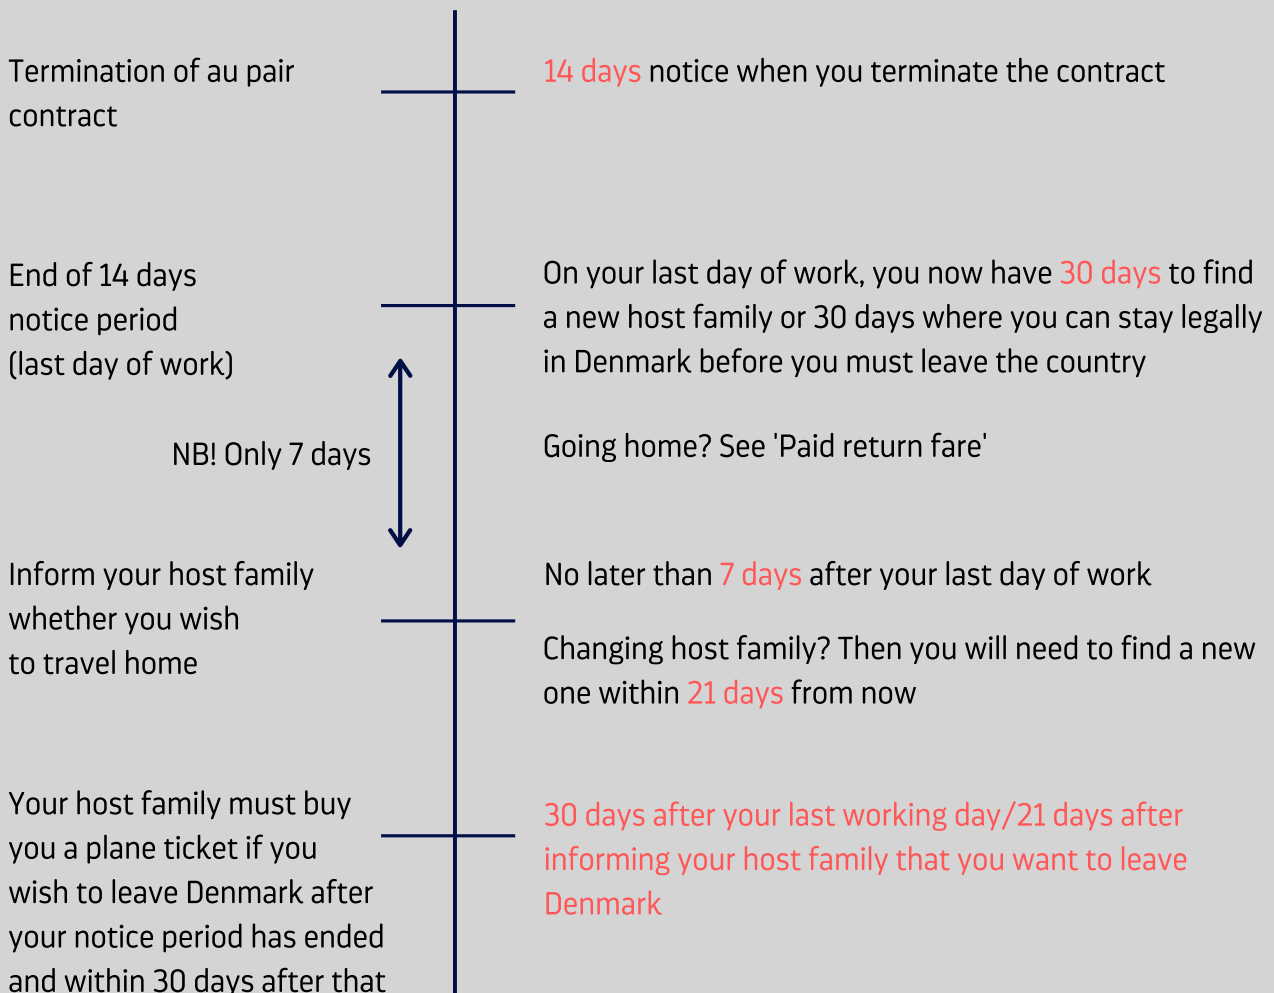 Termination of au pair
contract
14 days notice when you terminate the contract
End of 14 days
notice period
(last day of work)
On your last day of work, you now have 30 days to find
a new host family or 30 days where you can stay legally
in Denmark before you must leave the country
NB! Only 7 days
Going home? See 'Paid return fare'
Inform your host family
whether you wish
to travel home
No later than 7 days after your last day of work
Changing host family? Then you will need to find a new
one within 21 days from now
Your host family must buy
you a plane ticket if you
wish to leave Denmark after
your notice period has ended
and within 30 days after that
30 days after your last working day/21 days after
informing your host family that you want to leave
Denmark